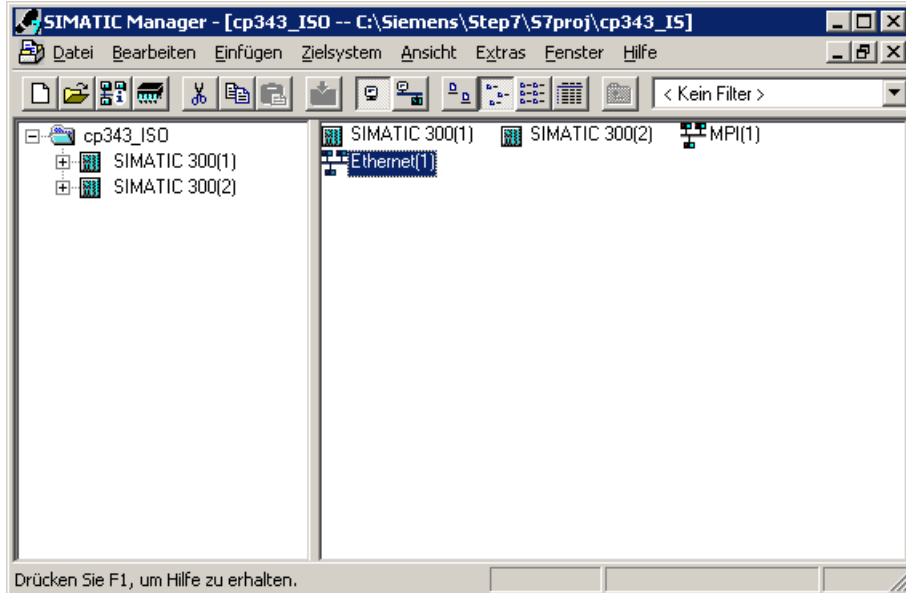 SIMATIC Manager - [cp343_ISO -- C:\Siemens\Step7\S7proj\cp343_IS]
Datei Bearbeiten Einfügen Zielsystem Ansicht Extras Fenster Hilfe
< Kein Filter >
cp343_ISO
SIMATIC 300(1)
SIMATIC 300(2)
SIMATIC 300(1) SIMATIC 300(2) MPI(1)
Ethernet(1)
Drücken Sie F1, um Hilfe zu erhalten.